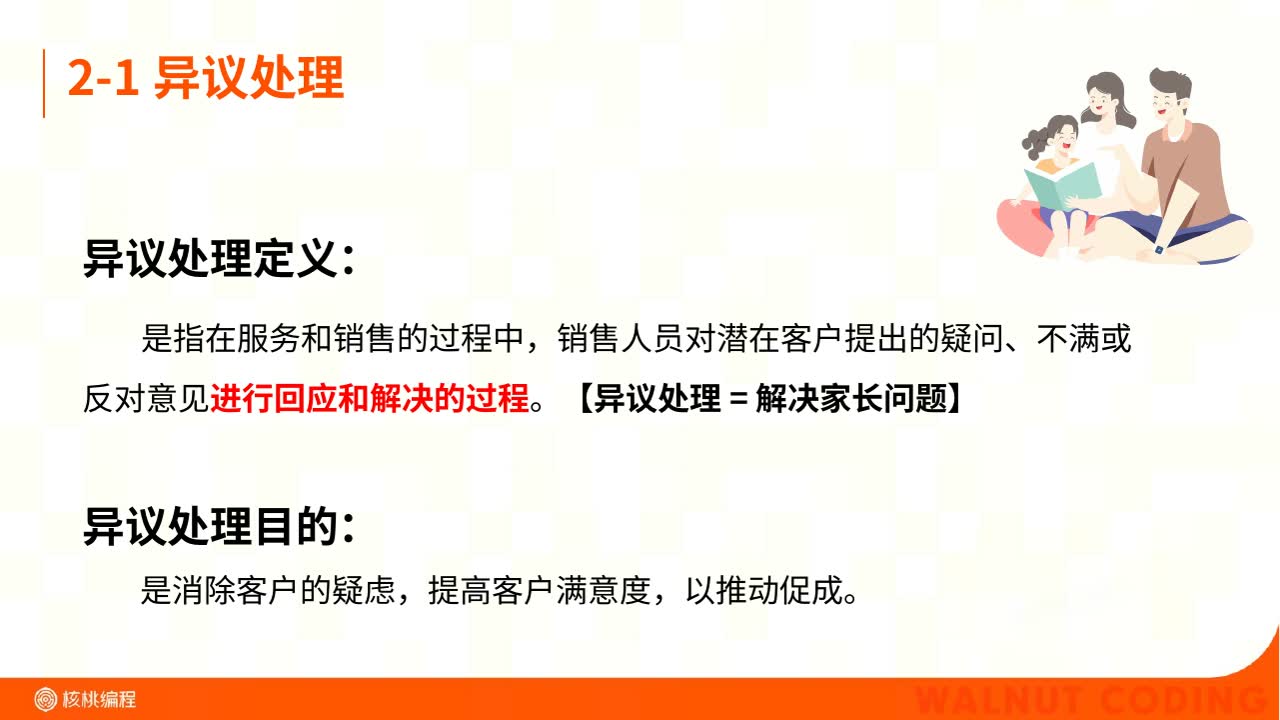 2-1 异议处理
异议处理定义：
是指在服务和销售的过程中，销售人员对潜在客户提出的疑问、不满或
反对意见进行回应和解决的过程。【异议处理 = 解决家长问题】
异议处理目的：
是消除客户的疑虑，提高客户满意度，以推动促成。
核桃编程
WALNUT CODING